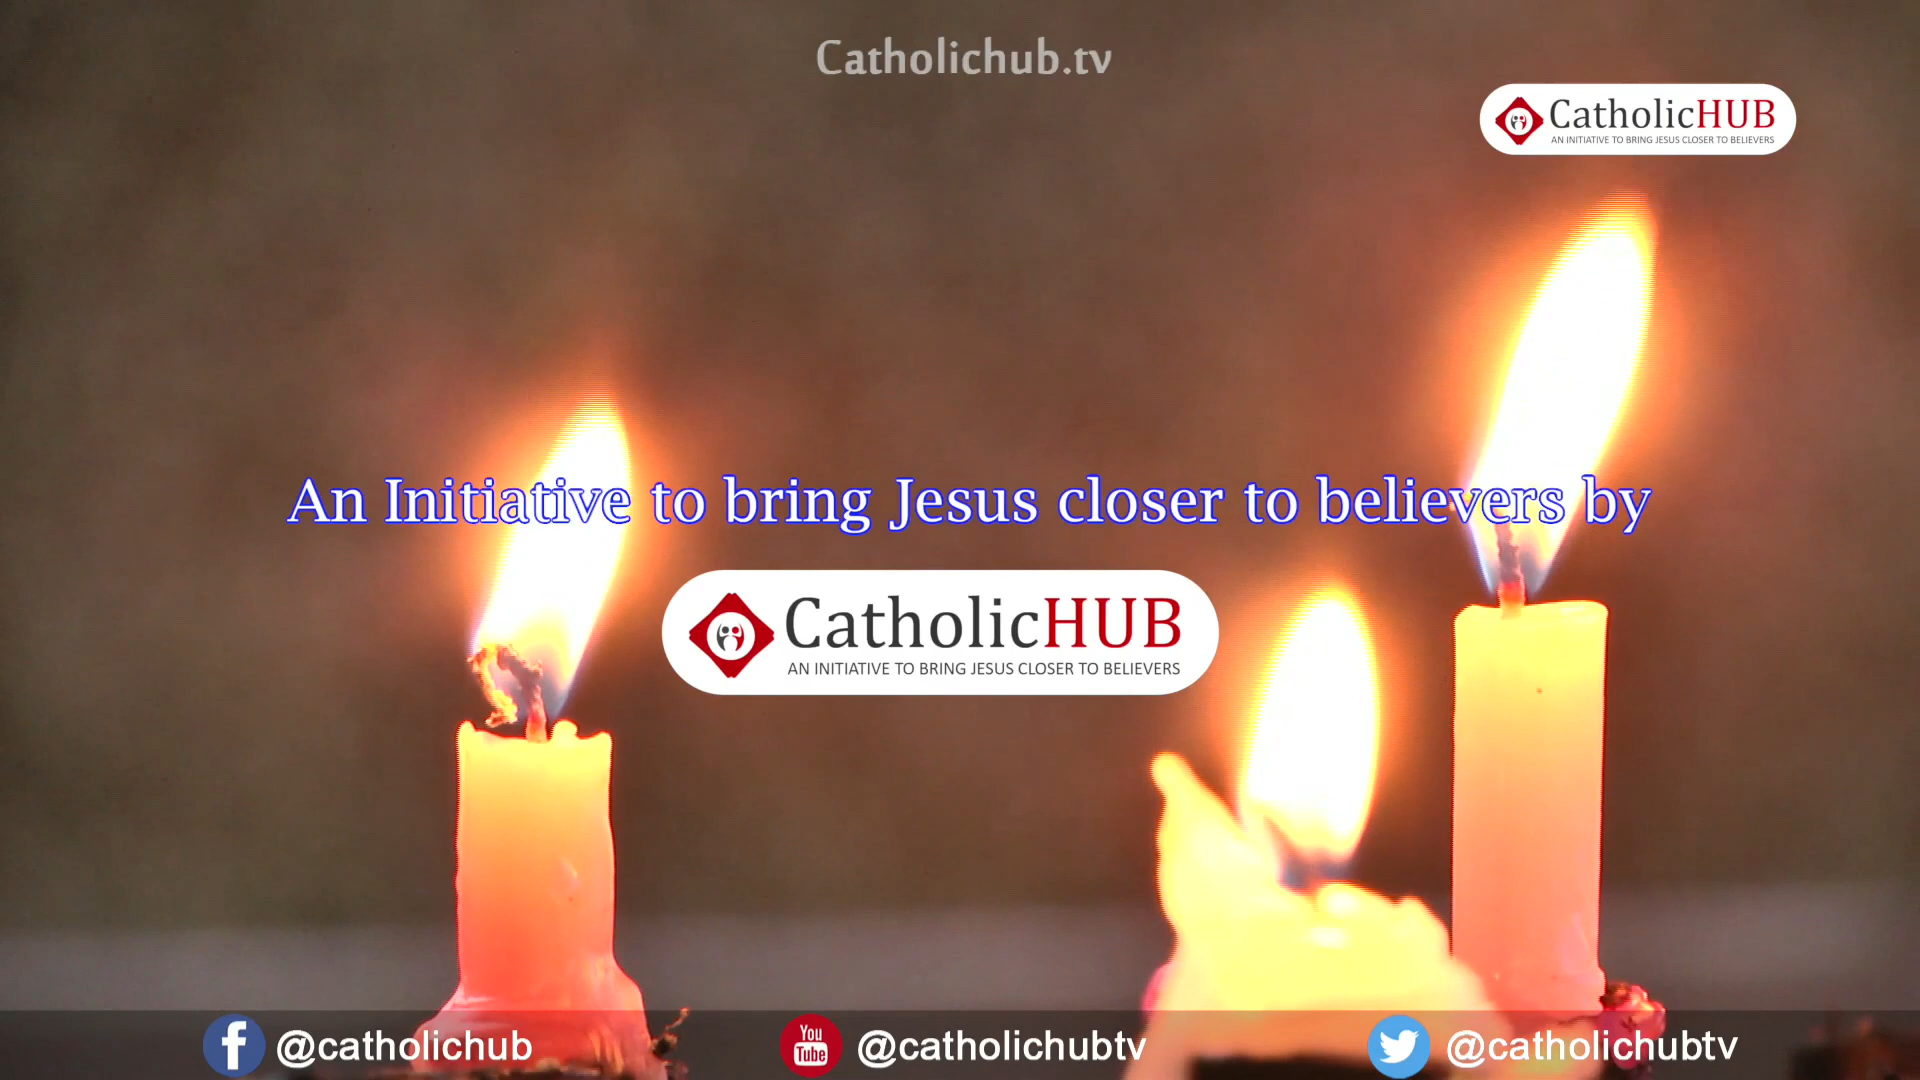 Catholichub.tv
CatholicHUB
AN INITIATIVE TO BRING JESUS CLOSER TO BELIEVERS
An Initiative to bring Jesus closer to believers by
CatholicHUB
AN INITIATIVE TO BRING JESUS CLOSER TO BELIEVERS
@catholichub
You
Tube
@catholichubtv
@catholichubtv